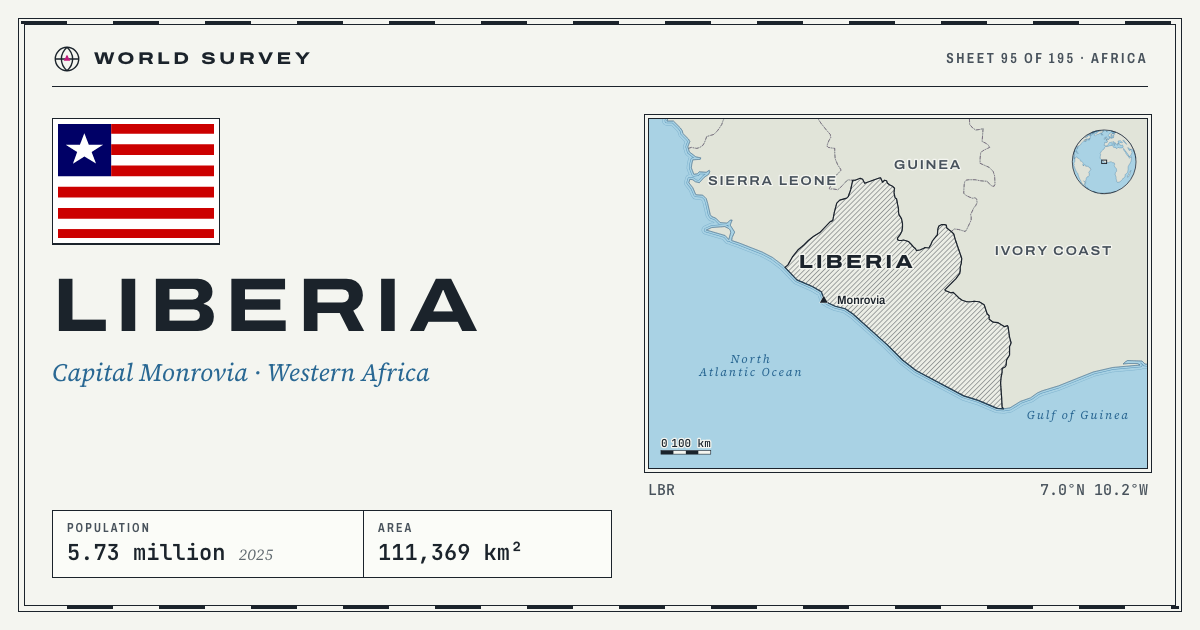 WORLD SURVEY
SHEET 95 OF 195 · AFRICA
LIBERIA
Capital Monrovia · Western Africa
POPULATION
5.73 million 2025
AREA
111,369 km²
SIERRA LEONE
GUINEA
IVORY COAST
LIBERIA
Monrovia
North
Atlantic Ocean
Gulf of Guinea
0 100 km
LBR
7.0°N 10.2°W